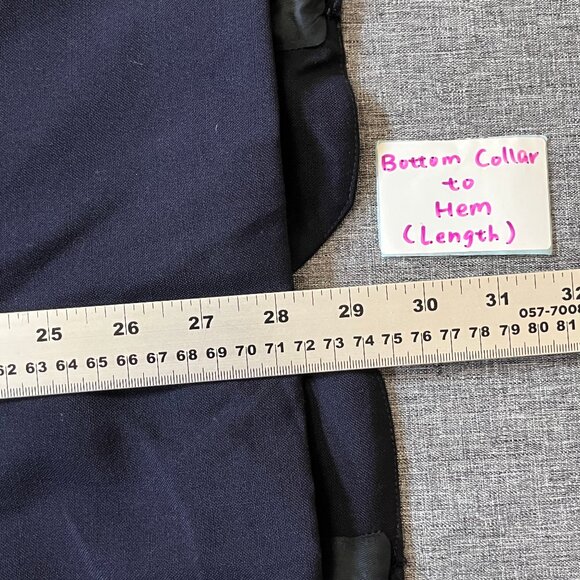 Bottom Collar
to
Hem
(Length)
25 26 27 28 29 30 31 32
057-7008
62 63 64 65 66 67 68 69 70 71 72 73 74 75 76 77 78 79 80 81